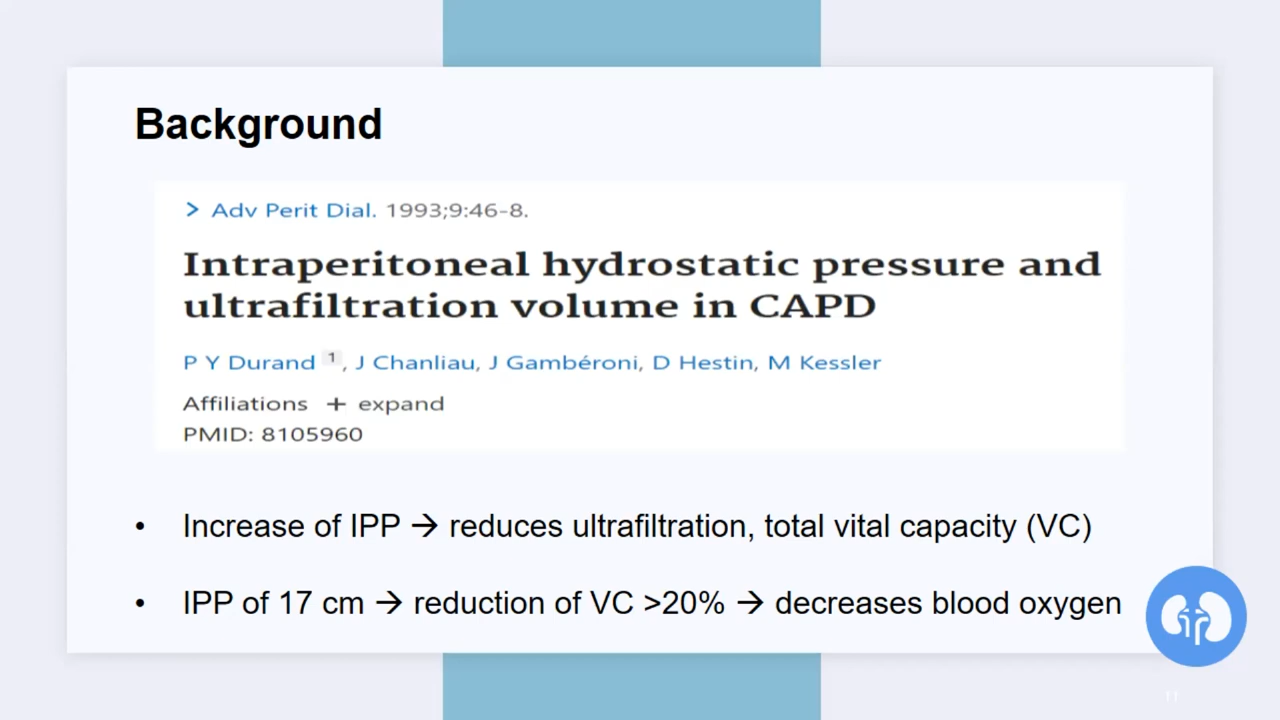 Background
> Adv Perit Dial. 1993;9:46-8.
Intraperitoneal hydrostatic pressure and
ultrafiltration volume in CAPD
P Y Durand 1, J Chanliau, J Gambéroni, D Hestin, M Kessler
Affiliations + expand
PMID: 8105960
• Increase of IPP → reduces ultrafiltration, total vital capacity (VC)
• IPP of 17 cm → reduction of VC >20% → decreases blood oxygen